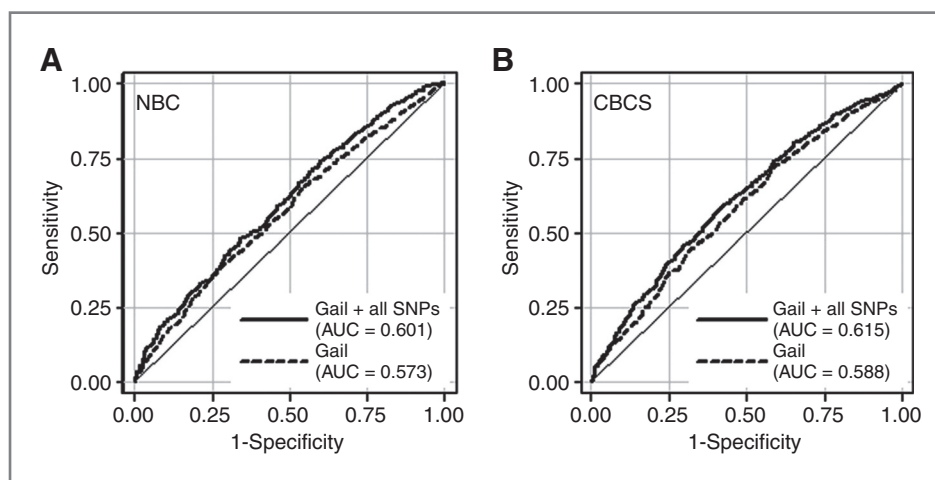 A
NBC
1.00
0.75
0.50
0.25
0.00
Sensitivity
Gail + all SNPs
(AUC = 0.601)
Gail
(AUC = 0.573)
0.00 0.25 0.50 0.75 1.00
1-Specificity
B
CBCS
1.00
0.75
0.50
0.25
0.00
Sensitivity
Gail + all SNPs
(AUC = 0.615)
Gail
(AUC = 0.588)
0.00 0.25 0.50 0.75 1.00
1-Specificity